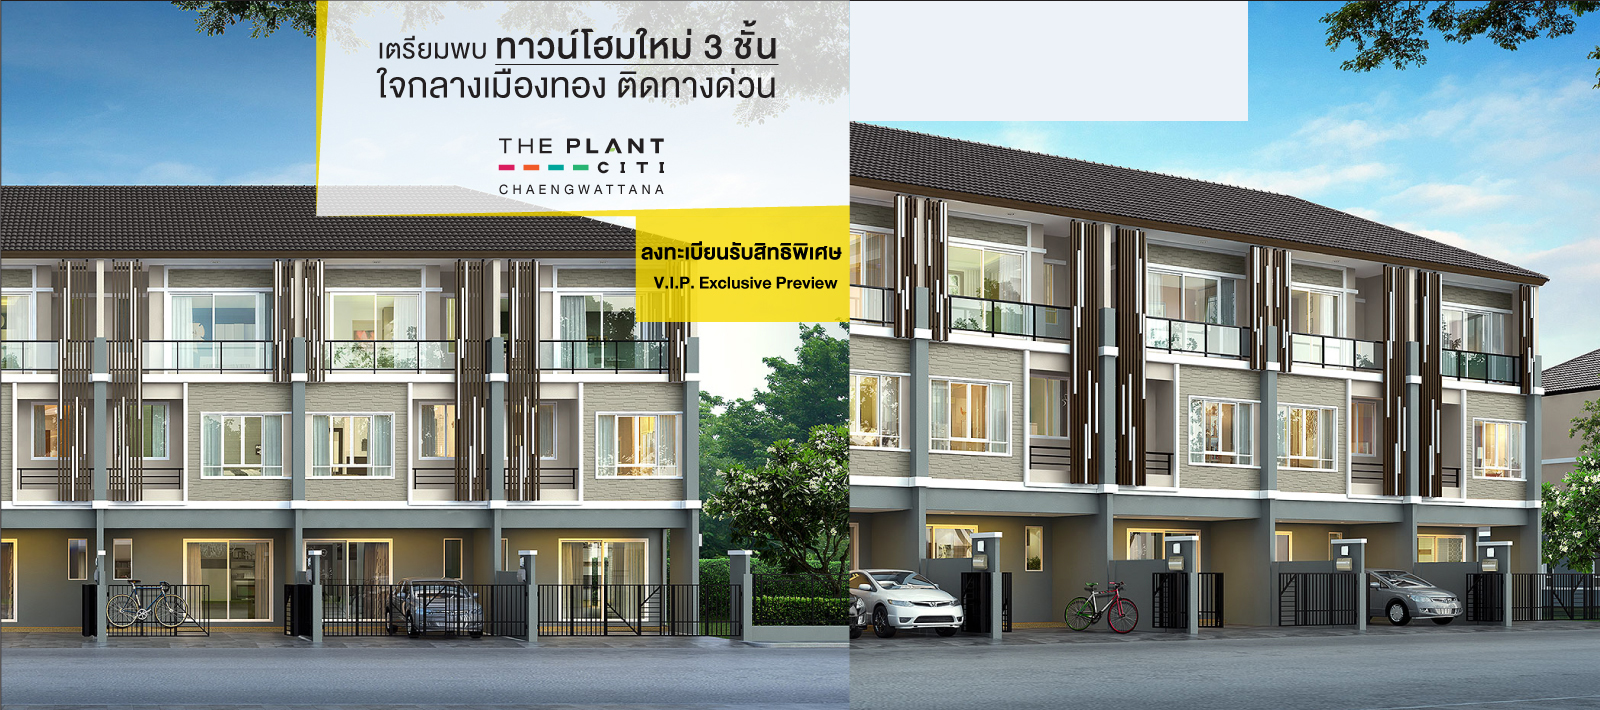 เตรียมพบ ทาวน์โฮมใหม่ 3 ชั้น
ใจกลางเมืองทอง ติดทางด่วน
THE PLANT
CITI
CHAENGWATTANA
ลงทะเบียนรับสิทธิพิเศษ
V.I.P. Exclusive Preview